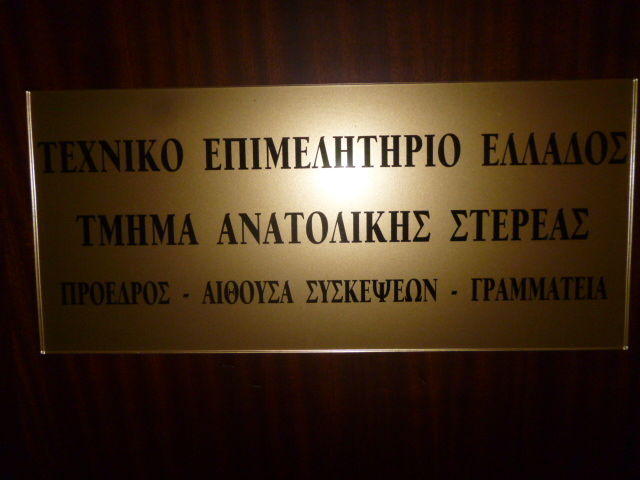 ΤΕΧΝΙΚΟ ΕΠΙΜΕΛΗΤΗΡΙΟ ΕΛΛΑΔΟΣ
ΤΜΗΜΑ ΑΝΑΤΟΛΙΚΗΣ ΣΤΕΡΕΑΣ
ΠΡΟΕΔΡΟΣ - ΑΙΘΟΥΣΑ ΣΥΣΚΕΨΕΩΝ - ΓΡΑΜΜΑΤΕΙΑ